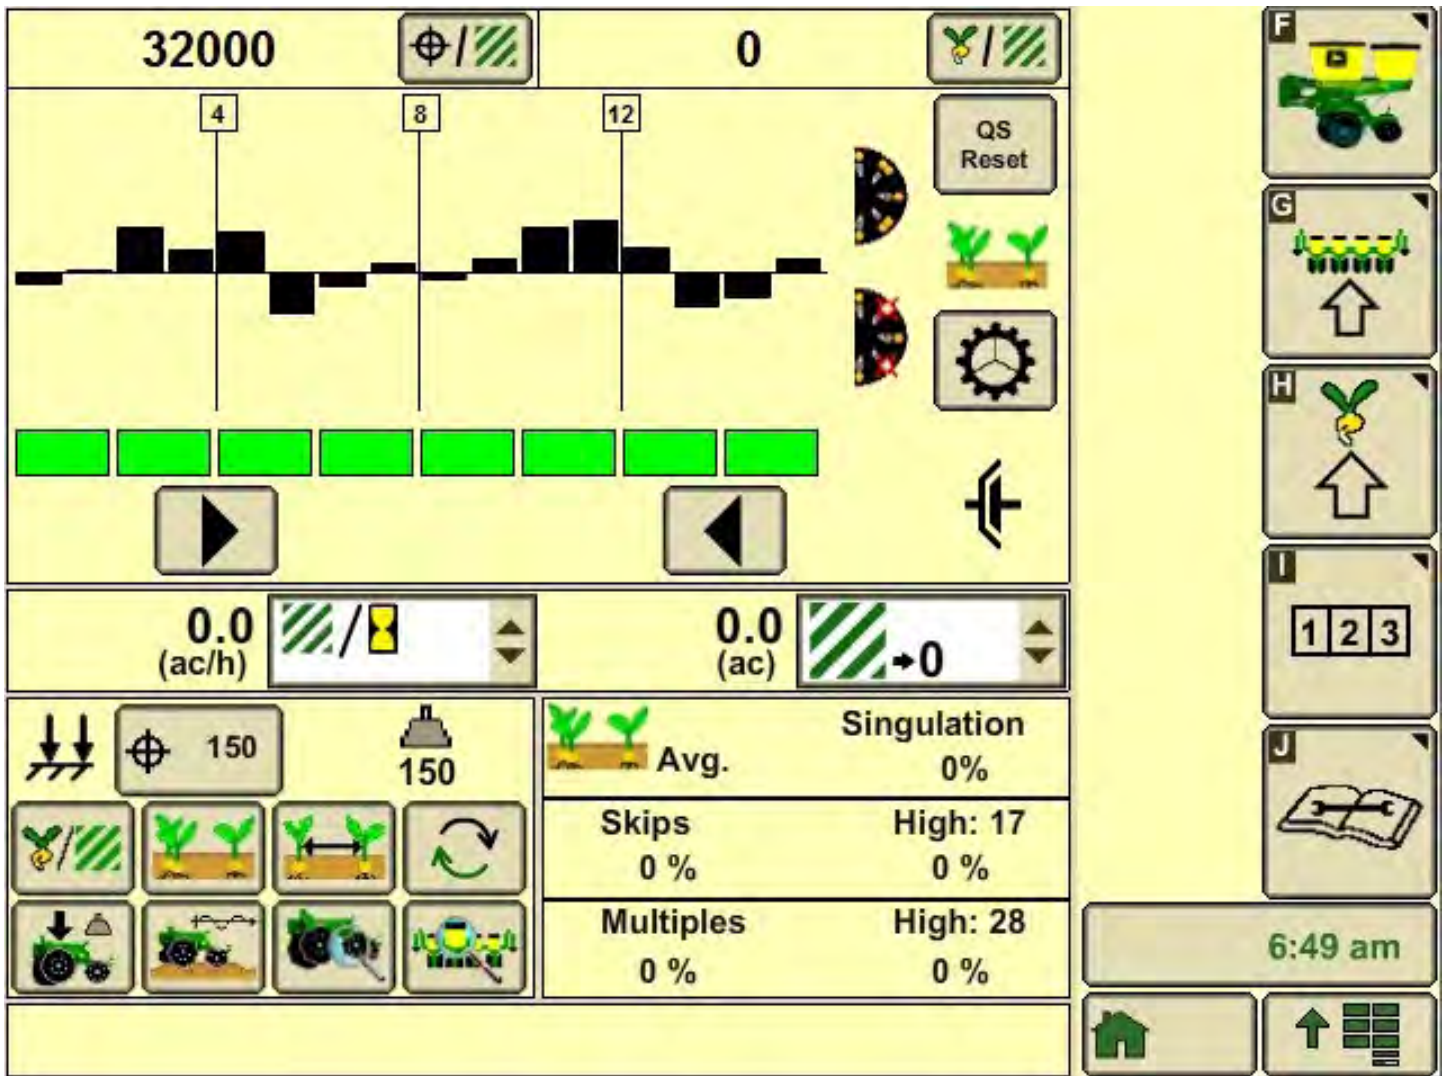 32000
0
F
4
8
12
QS
Reset
G
H
I
1 2 3
0.0
(ac/h)
/
0.0
(ac)
0
150
150
Avg.
Singulation
0%
J
Skips
High: 17
0 %
0 %
Multiples
High: 28
0 %
0 %
6:49 am